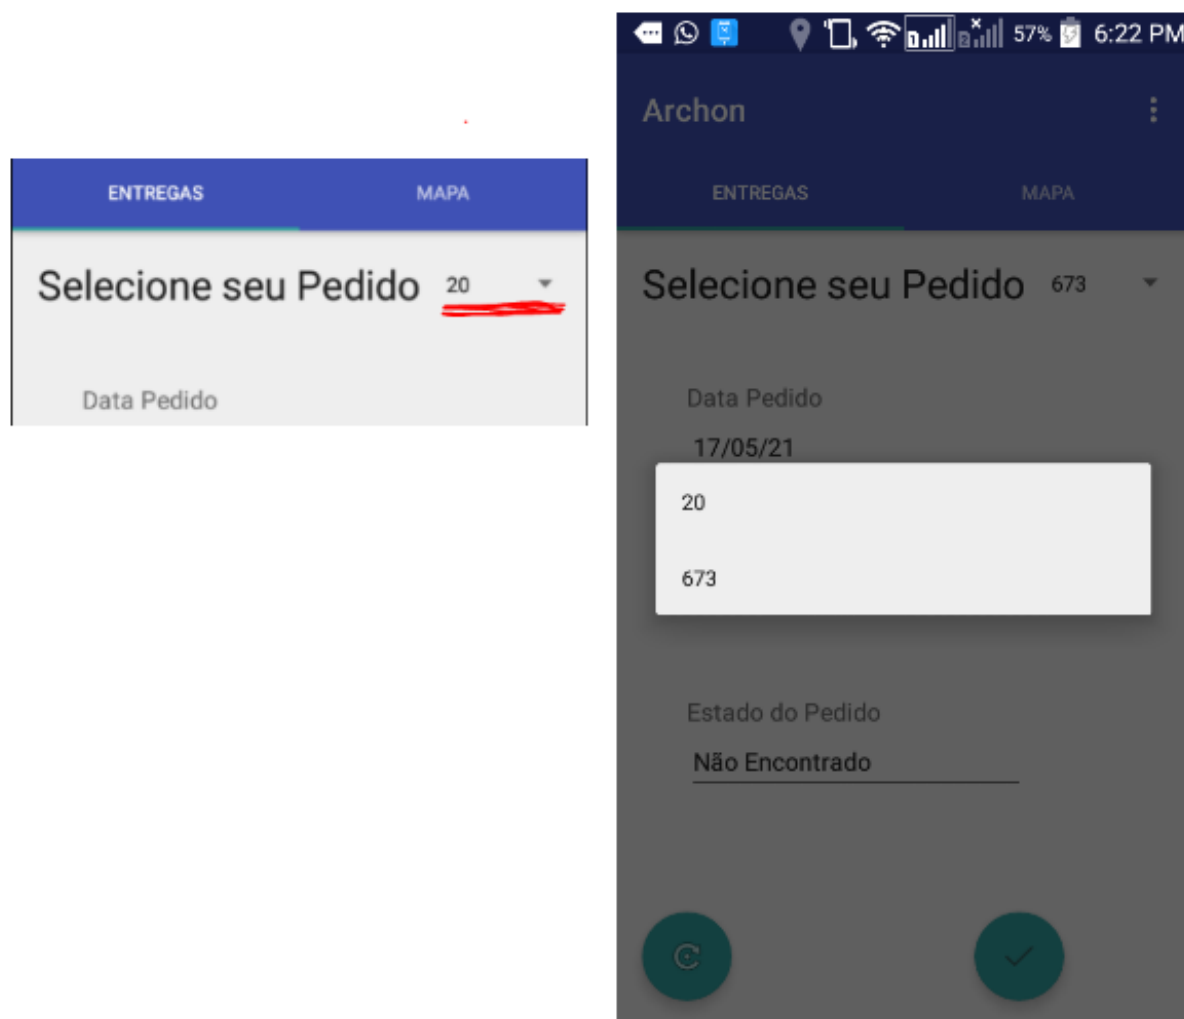 ENTREGAS MAPA
Selecione seu Pedido 20
Data Pedido
57% 6:22 PM
Archon
ENTREGAS MAPA
Selecione seu Pedido 673
Data Pedido
17/05/21
20
673
Estado do Pedido
Não Encontrado